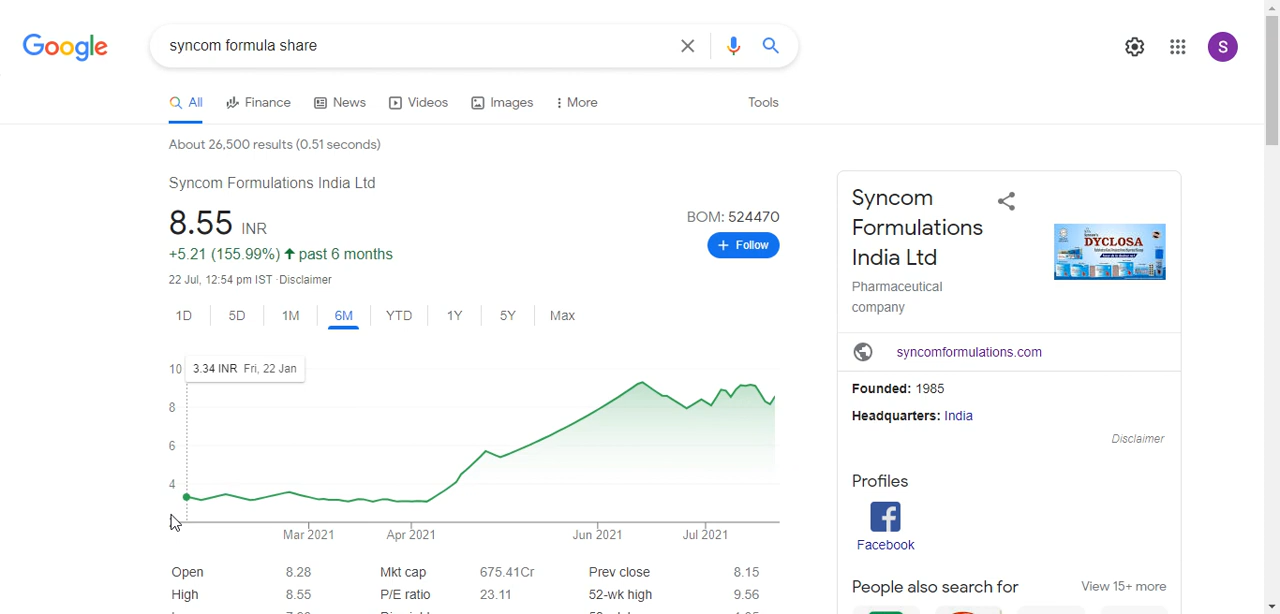 Google
syncom formula share
S
All
Finance
News
Videos
Images
More
Tools
About 26,500 results (0.51 seconds)
Syncom Formulations India Ltd
8.55 INR
+5.21 (155.99%) past 6 months
22 Jul, 12:54 pm IST · Disclaimer
BOM: 524470
+ Follow
1D 5D 1M 6M YTD 1Y 5Y Max
3.34 INR Fri, 22 Jan
10
8
6
4
Mar 2021 Apr 2021 Jun 2021 Jul 2021
Open 8.28 Mkt cap 675.41Cr Prev close 8.15
High 8.55 P/E ratio 23.11 52-wk high 9.56
Syncom
Formulations
India Ltd
DYCLOSA
Pharmaceutical
company
syncomformulations.com
Founded: 1985
Headquarters: India
Disclaimer
Profiles
Facebook
People also search for View 15+ more